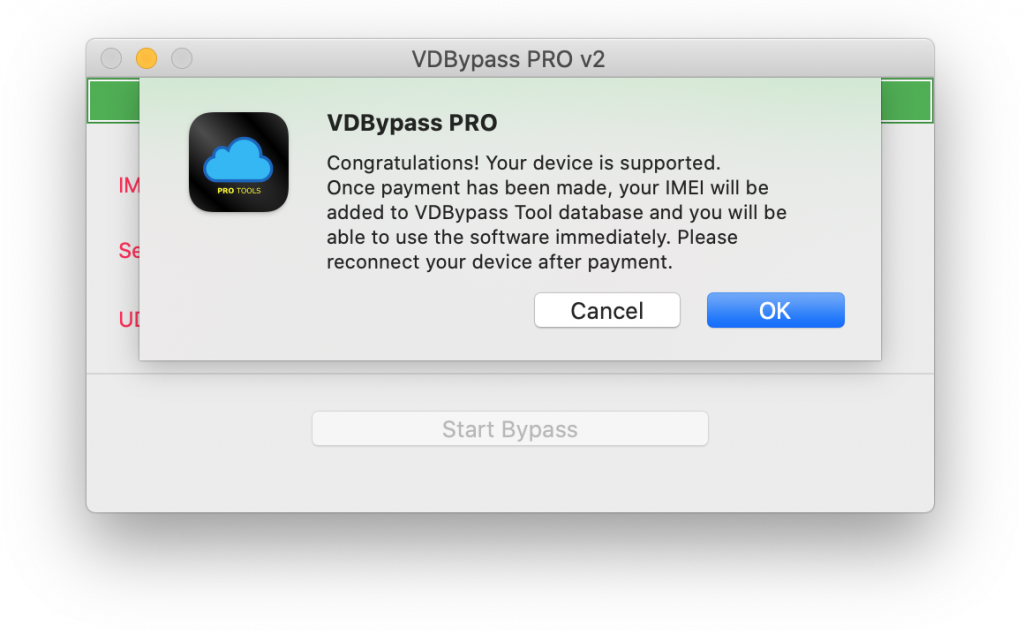 VDBypass PRO v2
VDBypass PRO
Congratulations! Your device is supported.
Once payment has been made, your IMEI will be
added to VDBypass Tool database and you will be
able to use the software immediately. Please
reconnect your device after payment.
PRO TOOLS
IM
Se
UD
Cancel
OK
Start Bypass